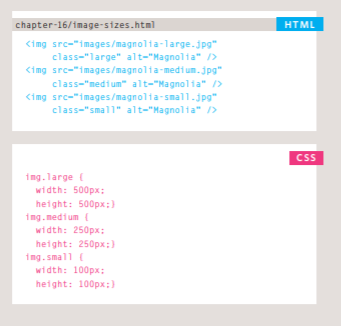 chapter-16/image-sizes.html HTML
<img src="images/magnolia-large.jpg"
class="large" alt="Magnolia" />
<img src="images/magnolia-medium.jpg"
class="medium" alt="Magnolia" />
<img src="images/magnolia-small.jpg"
class="small" alt="Magnolia" />
CSS
img.large {
width: 500px;
height: 500px;}
img.medium {
width: 250px;
height: 250px;}
img.small {
width: 100px;
height: 100px;}